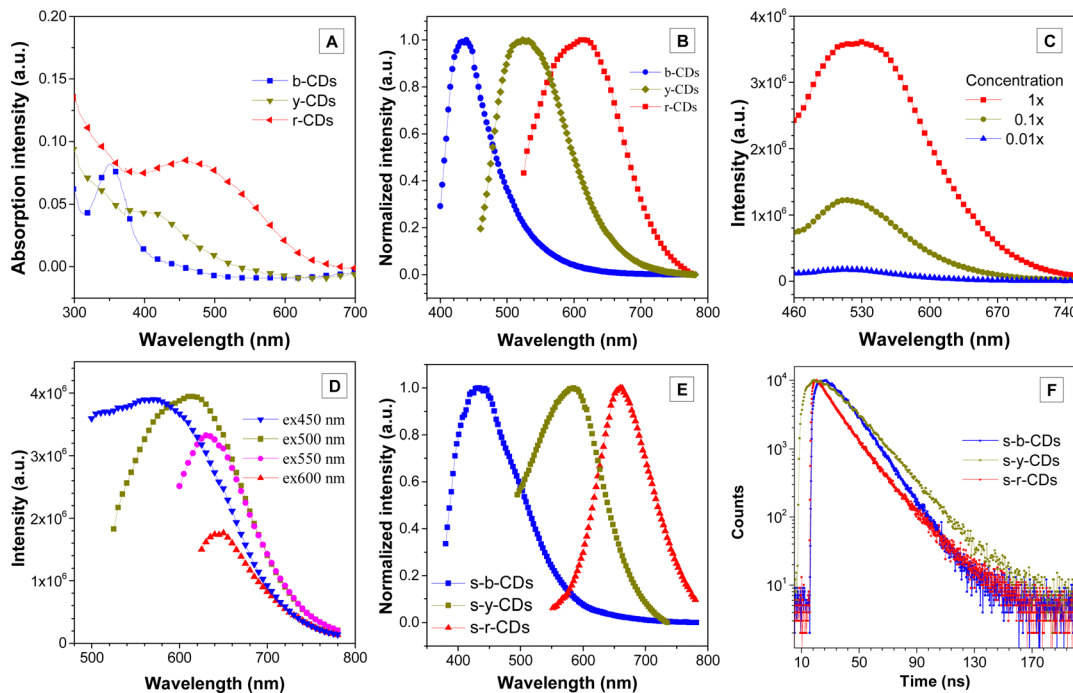 A
0.20
0.15
0.10
0.05
0.00
Absorption intensity (a.u.)
b-CDs
y-CDs
r-CDs
300 400 500 600 700
Wavelength (nm)
B
1.0
0.8
0.6
0.4
0.2
0.0
Normalized intensity (a.u.)
b-CDs
y-CDs
r-CDs
400 500 600 700 800
Wavelength (nm)
C
4x10⁶
3x10⁶
2x10⁶
1x10⁶
0
Intensity (a.u.)
Concentration
1x
0.1x
0.01x
460 530 600 670 740
Wavelength (nm)
D
4x10⁶
3x10⁶
2x10⁶
1x10⁶
0
Intensity (a.u.)
ex450 nm
ex500 nm
ex550 nm
ex600 nm
500 600 700 800
Wavelength (nm)
E
1.0
0.8
0.6
0.4
0.2
0.0
Normalized intensity (a.u.)
s-b-CDs
s-y-CDs
s-r-CDs
400 500 600 700 800
Wavelength (nm)
F
10⁴
10³
10²
10¹
Counts
s-b-CDs
s-y-CDs
s-r-CDs
10 50 90 130 170
Time (ns)